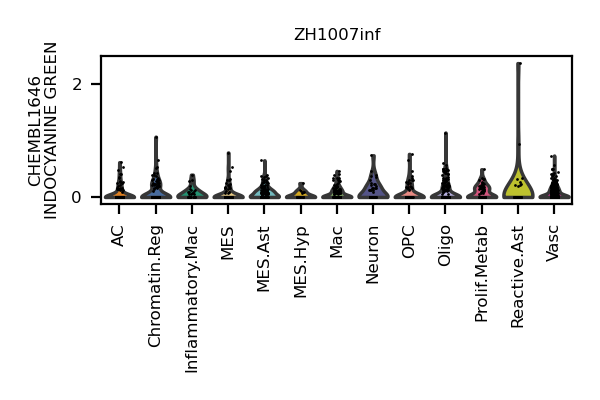 ZH1007inf
CHEMBL1646
INDOCYANINE GREEN
2
0
AC
Chromatin.Reg
Inflammatory.Mac
MES
MES.Ast
MES.Hyp
Mac
Neuron
OPC
Oligo
Prolif.Metab
Reactive.Ast
Vasc